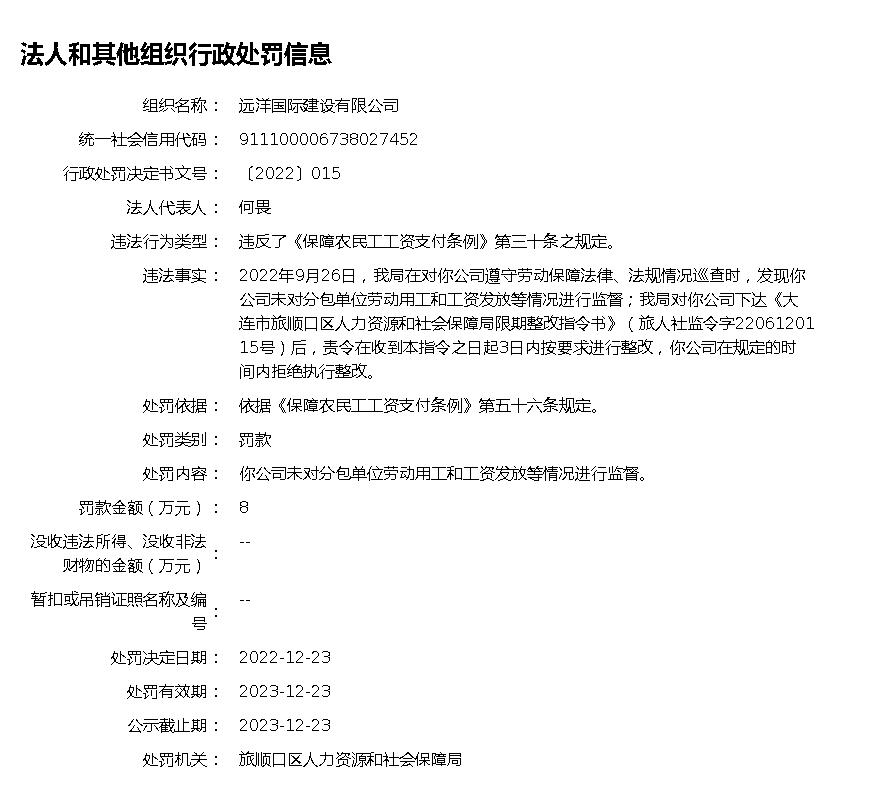 法人和其他组织行政处罚信息
组织名称： 远洋国际建设有限公司
统一社会信用代码： 911100006738027452
行政处罚决定书文号： 〔2022〕015
法人代表人： 何畏
违法行为类型： 违反了《保障农民工工资支付条例》第三十条之规定。
违法事实： 2022年9月26日，我局在对你公司遵守劳动保障法律、法规情况巡查时，发现你
公司未对分包单位劳动用工和工资发放等情况进行监督；我局对你公司下达《大
连市旅顺口区人力资源和社会保障局限期整改指令书》（旅人社监令字22061201
15号）后，责令在收到本指令之日起3日内按要求进行整改，你公司在规定的时
间内拒绝执行整改。
处罚依据： 依据《保障农民工工资支付条例》第五十六条规定。
处罚类别： 罚款
处罚内容： 你公司未对分包单位劳动用工和工资发放等情况进行监督。
罚款金额（万元）： 8
没收违法所得、没收非法
财物的金额（万元）： --
暂扣或吊销证照名称及编
号： --
处罚决定日期： 2022-12-23
处罚有效期： 2023-12-23
公示截止期： 2023-12-23
处罚机关： 旅顺口区人力资源和社会保障局